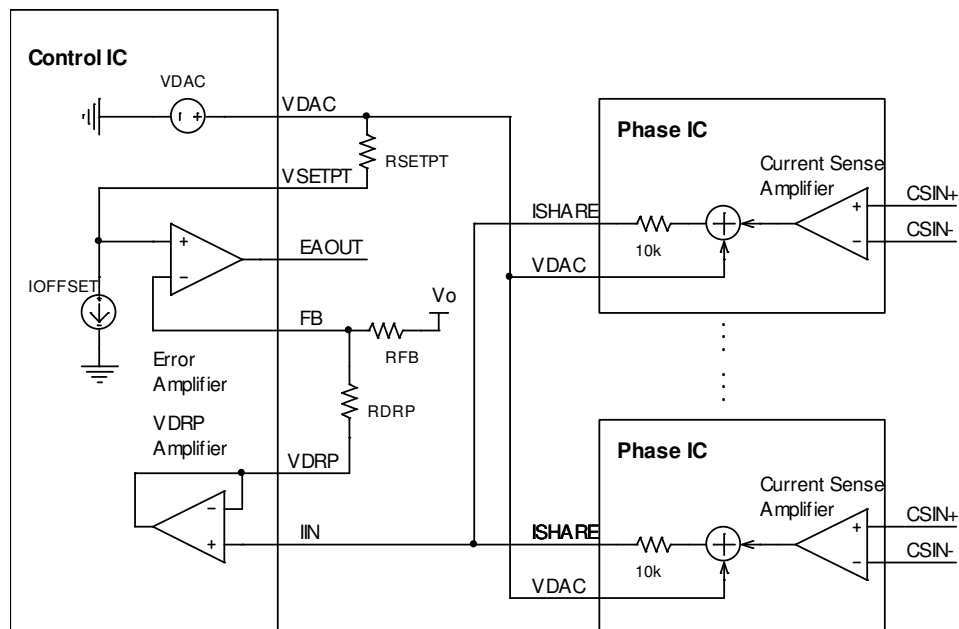 Control IC
VDAC
VDAC
RSETPT
VSETPT
IOFFSET
EAOUT
Vo
FB
RFB
Error
Amplifier
RDRP
VDRP
Amplifier
VDRP
IIN
Phase IC
Current Sense
Amplifier
CSIN+
CSIN-
ISHARE
10k
VDAC
Phase IC
Current Sense
Amplifier
CSIN+
CSIN-
ISHARE
10k
VDAC